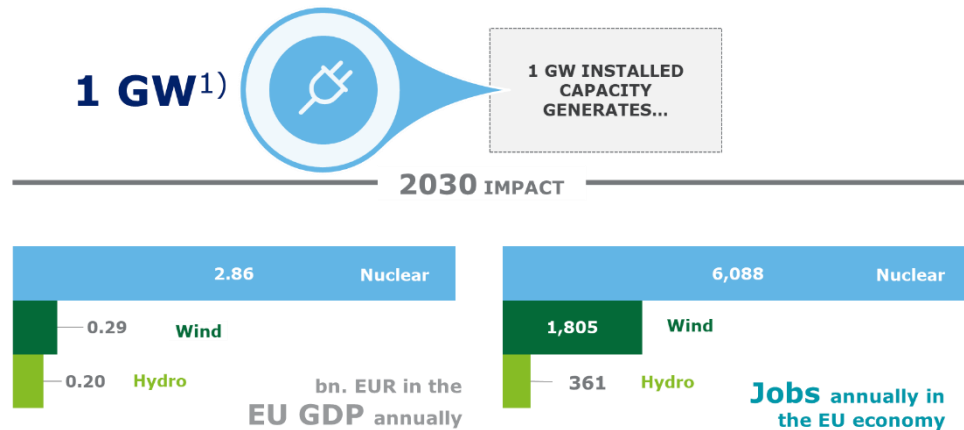 1 GW1)
1 GW INSTALLED
CAPACITY
GENERATES...
2030 IMPACT
2.86 Nuclear
0.29 Wind
0.20 Hydro
bn. EUR in the
EU GDP annually
6,088 Nuclear
1,805 Wind
361 Hydro
Jobs annually in
the EU economy